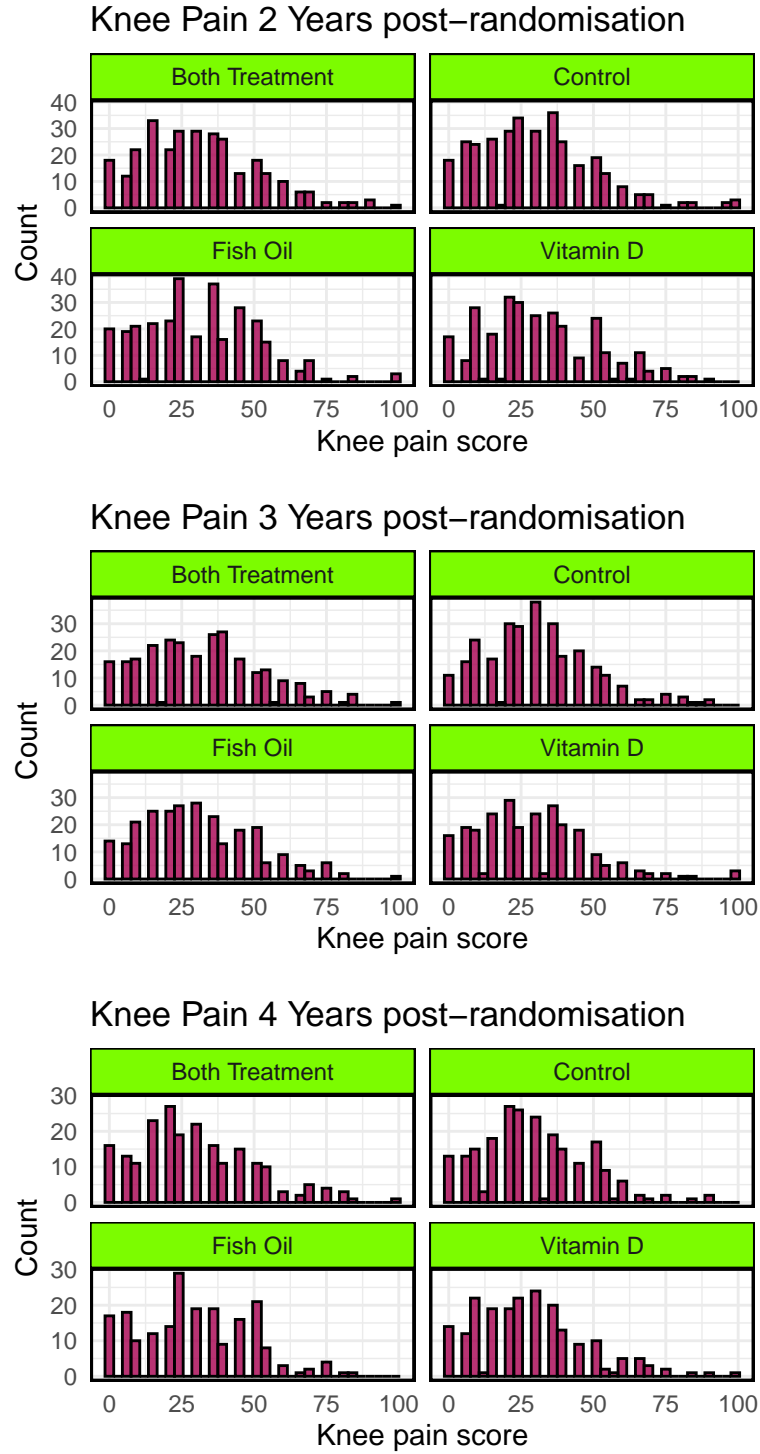 Knee Pain 2 Years post−randomisation
Both Treatment Control
40
30
20
10
0
Fish Oil Vitamin D
40
30
20
10
0
Count
0 25 50 75 100 0 25 50 75 100
Knee pain score
Knee Pain 3 Years post−randomisation
Both Treatment Control
30
20
10
0
Fish Oil Vitamin D
30
20
10
0
Count
0 25 50 75 100 0 25 50 75 100
Knee pain score
Knee Pain 4 Years post−randomisation
Both Treatment Control
30
20
10
0
Fish Oil Vitamin D
30
20
10
0
Count
0 25 50 75 100 0 25 50 75 100
Knee pain score